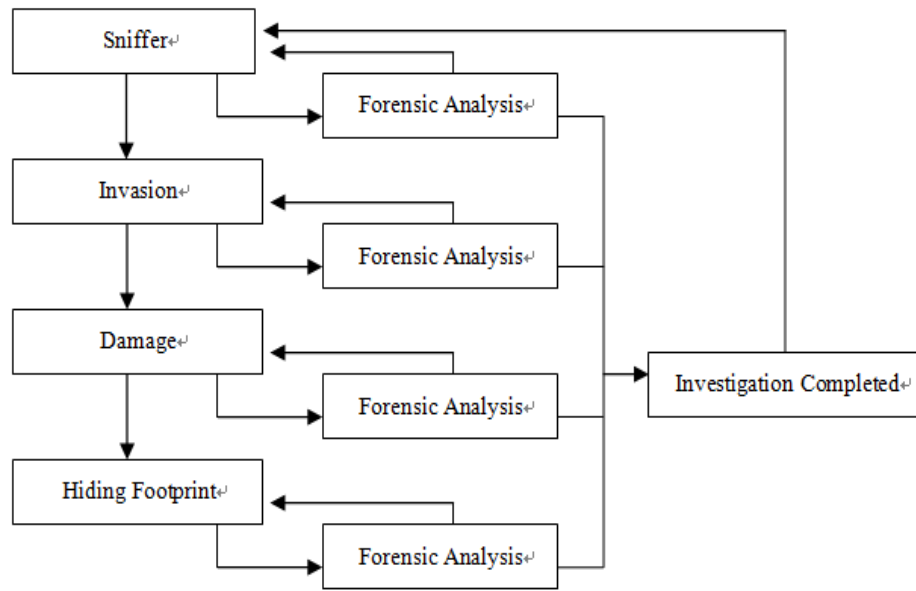 Sniffer↵
Forensic Analysis↵
Invasion↵
Forensic Analysis↵
Damage↵
Investigation Completed↵
Forensic Analysis↵
Hiding Footprint↵
Forensic Analysis↵